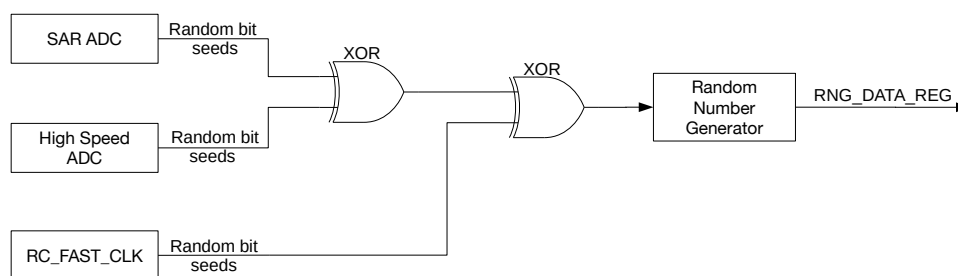 SAR ADC
Random bit
seeds
XOR
XOR
High Speed
ADC
Random bit
seeds
Random
Number
Generator
RNG_DATA_REG
RC_FAST_CLK
Random bit
seeds